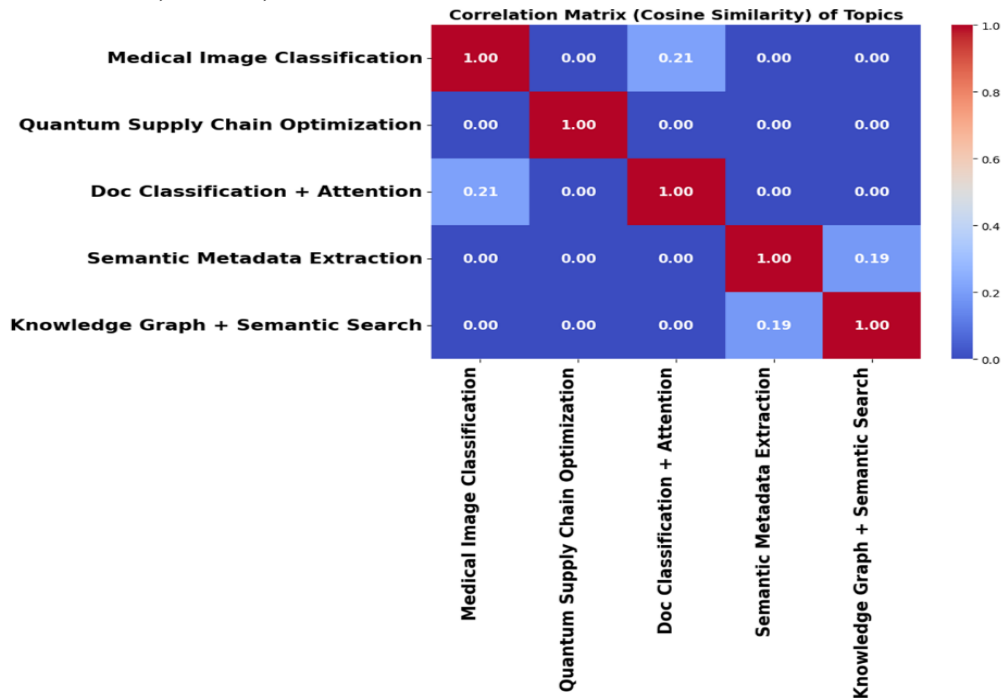 Correlation Matrix (Cosine Similarity) of Topics
Medical Image Classification
1.00 0.00 0.21 0.00 0.00
Quantum Supply Chain Optimization
0.00 1.00 0.00 0.00 0.00
Doc Classification + Attention
0.21 0.00 1.00 0.00 0.00
Semantic Metadata Extraction
0.00 0.00 0.00 1.00 0.19
Knowledge Graph + Semantic Search
0.00 0.00 0.00 0.19 1.00
1.0
0.8
0.6
0.4
0.2
0.0
Medical Image Classification
Quantum Supply Chain Optimization
Doc Classification + Attention
Semantic Metadata Extraction
Knowledge Graph + Semantic Search